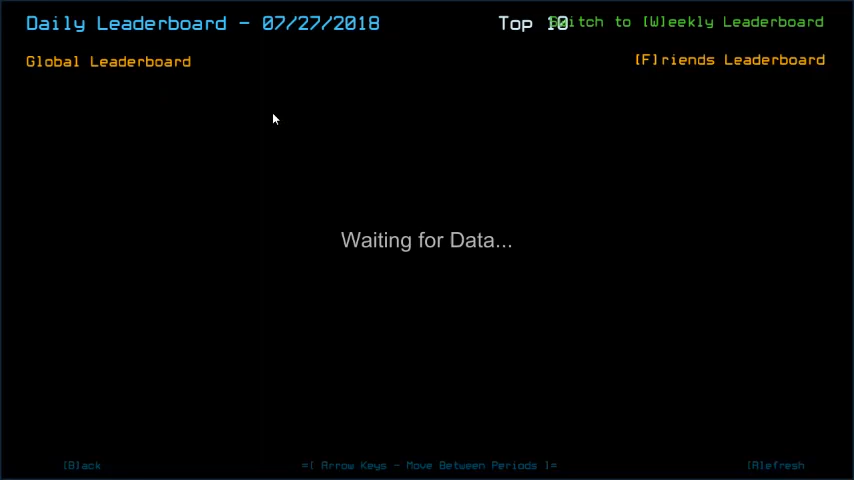 Daily Leaderboard - 07/27/2018
Top 10
Switch to [W]eekly Leaderboard
Global Leaderboard
[F]riends Leaderboard
Waiting for Data...
[B]ack
=[ Arrow Keys - Move Between Periods ]=
[R]efresh